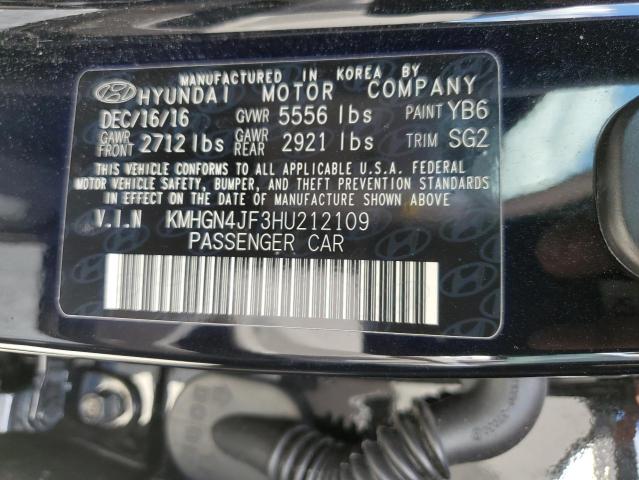 MANUFACTURED IN KOREA BY
HYUNDAI MOTOR COMPANY
DEC/16/16 GVWR 5556 lbs PAINT YB6
GAWR FRONT 2712 lbs GAWR REAR 2921 lbs TRIM SG2
THIS VEHICLE CONFORMS TO ALL APPLICABLE U.S.A. FEDERAL
MOTOR VEHICLE SAFETY, BUMPER, AND THEFT PREVENTION STANDARDS
IN EFFECT ON THE DATE OF MANUFACTURE SHOWN ABOVE.
V.I.N KMHGN4JF3HU212109
PASSENGER CAR